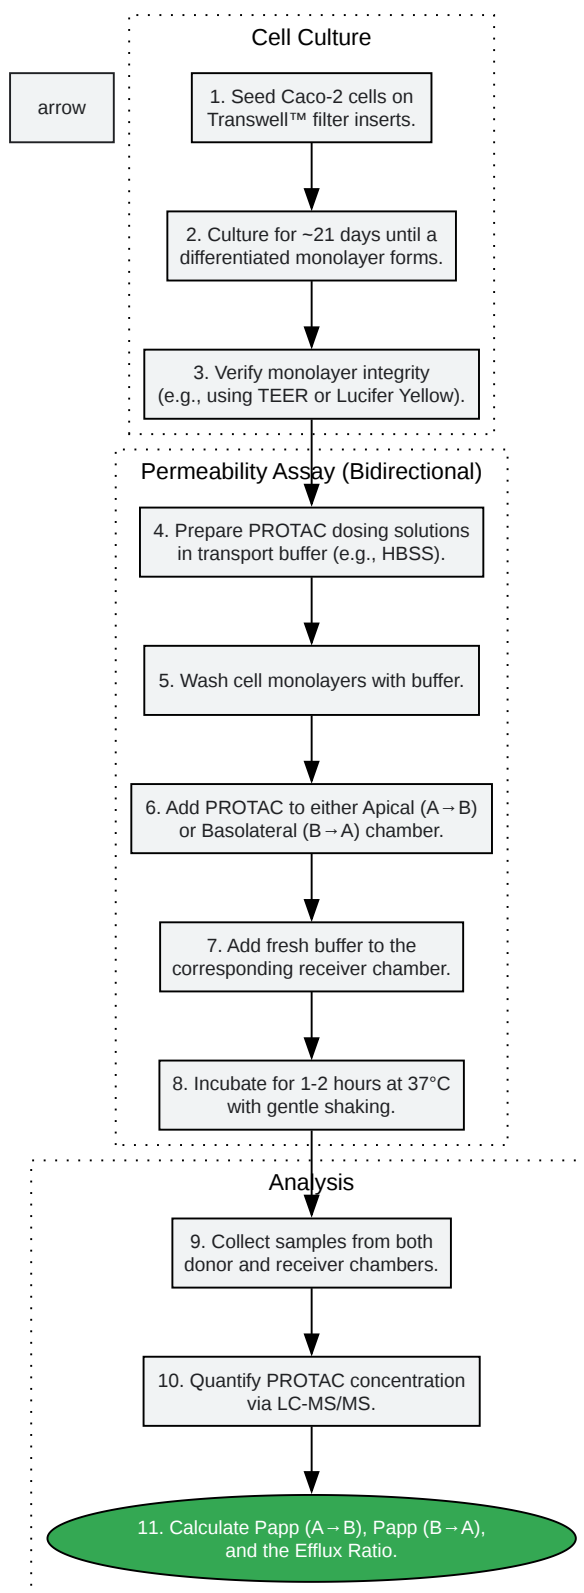 Cell Culture
arrow
1. Seed Caco-2 cells on
Transwell™ filter inserts.
2. Culture for ~21 days until a
differentiated monolayer forms.
3. Verify monolayer integrity
(e.g., using TEER or Lucifer Yellow).
Permeability Assay (Bidirectional)
4. Prepare PROTAC dosing solutions
in transport buffer (e.g., HBSS).
5. Wash cell monolayers with buffer.
6. Add PROTAC to either Apical (A→B)
or Basolateral (B→A) chamber.
7. Add fresh buffer to the
corresponding receiver chamber.
8. Incubate for 1-2 hours at 37°C
with gentle shaking.
Analysis
9. Collect samples from both
donor and receiver chambers.
10. Quantify PROTAC concentration
via LC-MS/MS.
11. Calculate Papp (A→B), Papp (B→A),
and the Efflux Ratio.